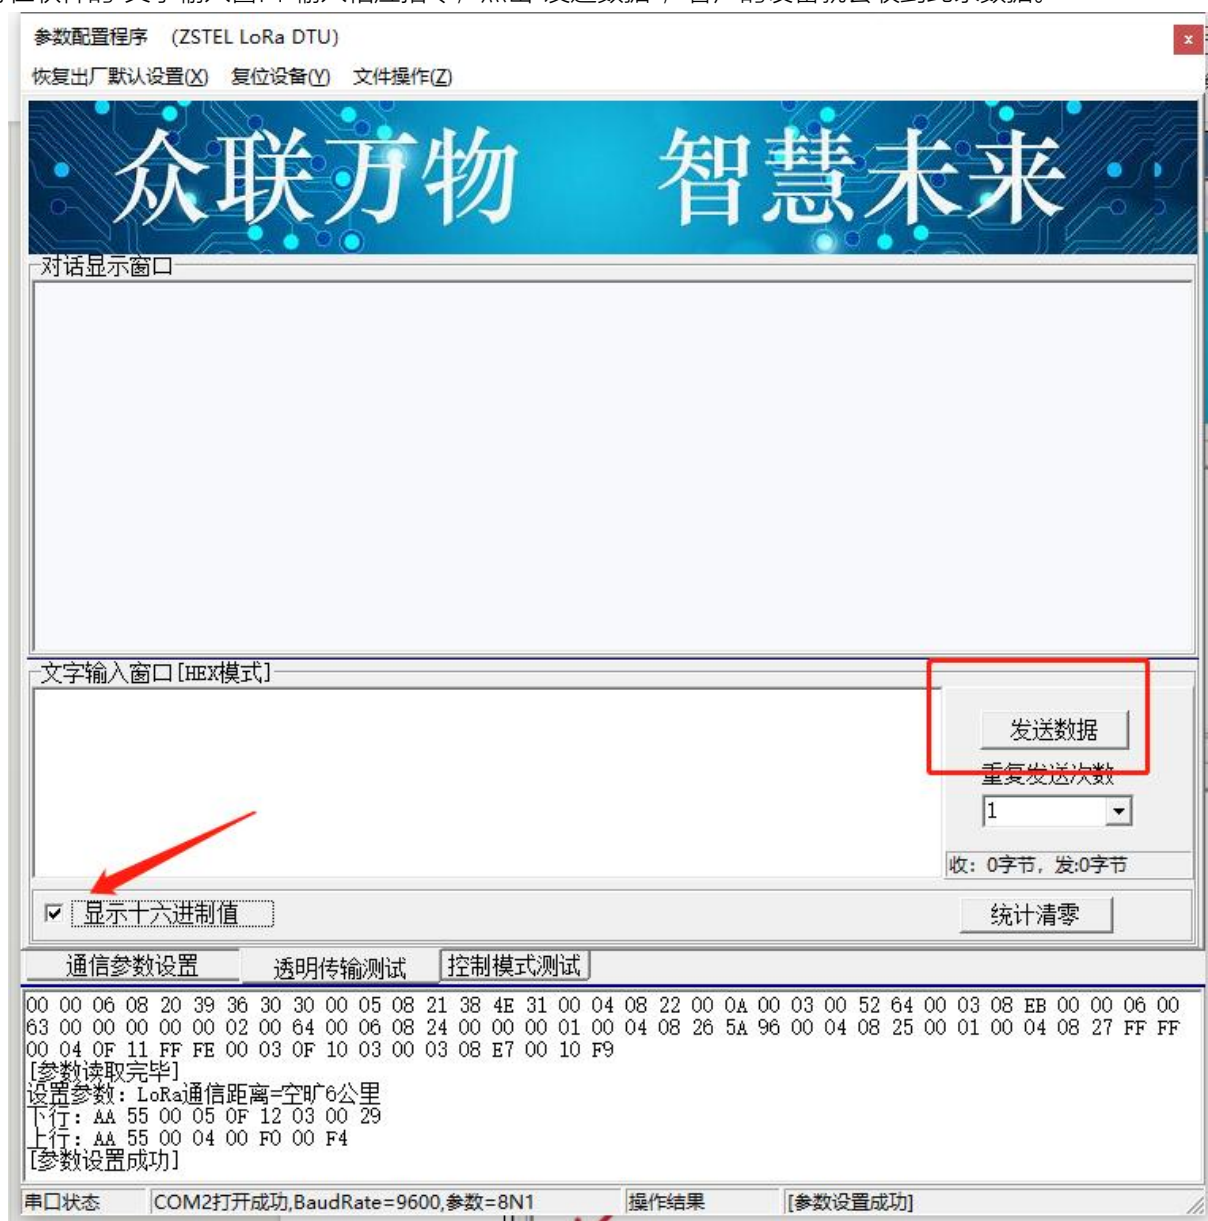 参数配置程序 (ZSTEL LoRa DTU)
恢复出厂默认设置(X) 复位设备(Y) 文件操作(Z)
众联万物 智慧未来
对话显示窗口
文字输入窗口[HEX模式]
发送数据
重复发送次数
1
收: 0字节, 发:0字节
显示十六进制值
统计清零
通信参数设置 透明传输测试 控制模式测试
00 00 06 08 20 39 36 30 30 00 05 08 21 38 4E 31 00 04 08 22 00 0A 00 03 00 52 64 00 03 08 EB 00 00 06 00
63 00 00 00 00 00 02 00 64 00 06 08 24 00 00 00 01 00 04 08 26 5A 96 00 04 08 25 00 01 00 04 08 27 FF FF
00 04 0F 11 FF FE 00 03 0F 10 03 00 03 08 E7 00 10 F9
[参数读取完毕]
设置参数: LoRa通信距离=空旷6公里
下行: AA 55 00 05 0F 12 03 00 29
上行: AA 55 00 04 00 F0 00 F4
[参数设置成功]
串口状态 COM2打开成功,BaudRate=9600,参数=8N1 操作结果 [参数设置成功]